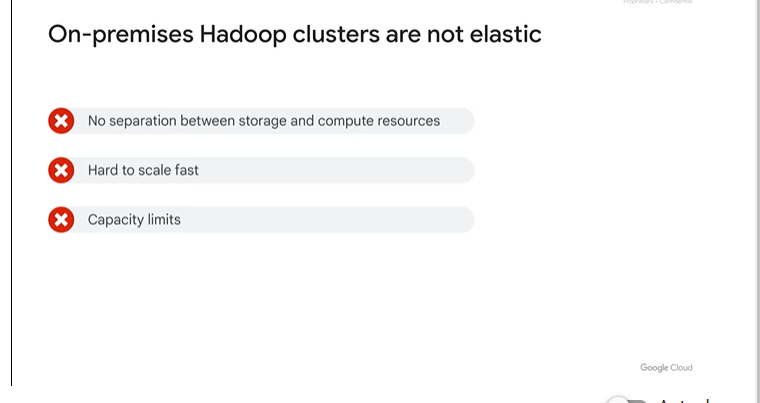 Proprietary + Confidential
On-premises Hadoop clusters are not elastic
No separation between storage and compute resources
Hard to scale fast
Capacity limits
Google Cloud